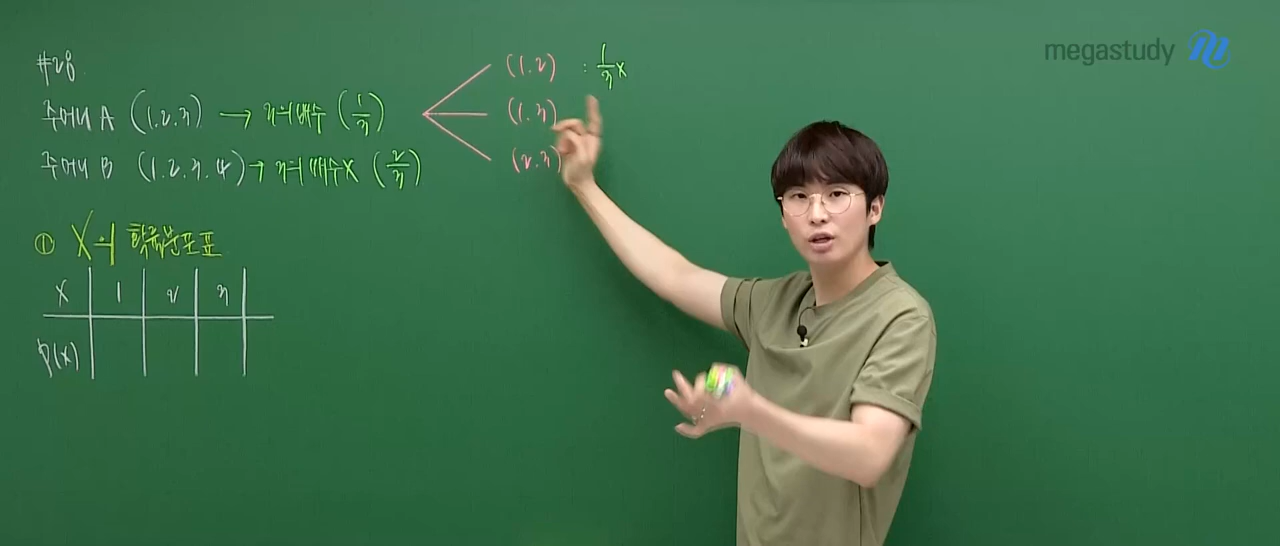 megastudy
#28
주머니 A (1.2.3) → 3의 배수 (1/3)
주머니 B (1.2.3.4) → 3의 배수X (2/3)
(1.2) : 1/3 x
(1.3)
(2.3)
① X의 확률분포표
X 1 2 3
P(X)